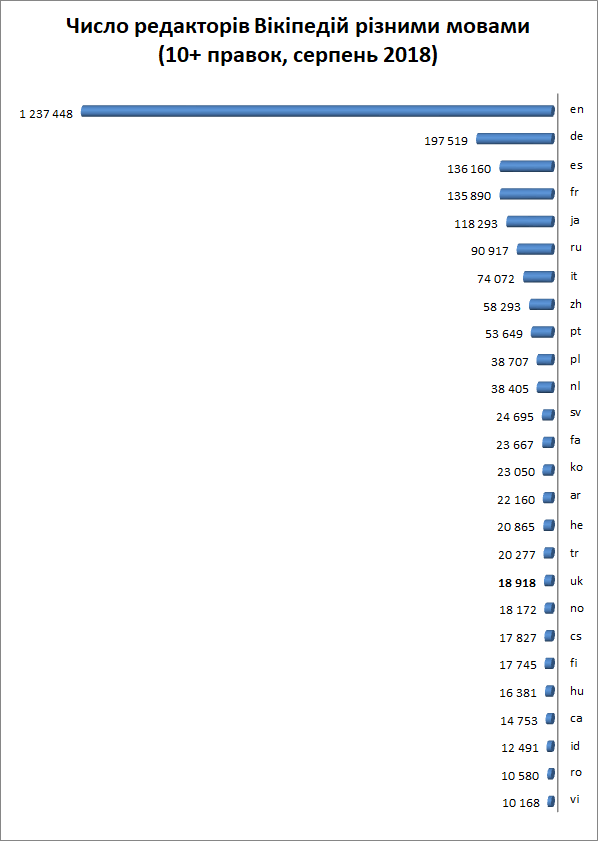 Число редакторів Вікіпедій різними мовами
(10+ правок, серпень 2018)
1 237 448 en
197 519 de
136 160 es
135 890 fr
118 293 ja
90 917 ru
74 072 it
58 293 zh
53 649 pt
38 707 pl
38 405 nl
24 695 sv
23 667 fa
23 050 ko
22 160 ar
20 865 he
20 277 tr
18 918 uk
18 172 no
17 827 cs
17 745 fi
16 381 hu
14 753 ca
12 491 id
10 580 ro
10 168 vi